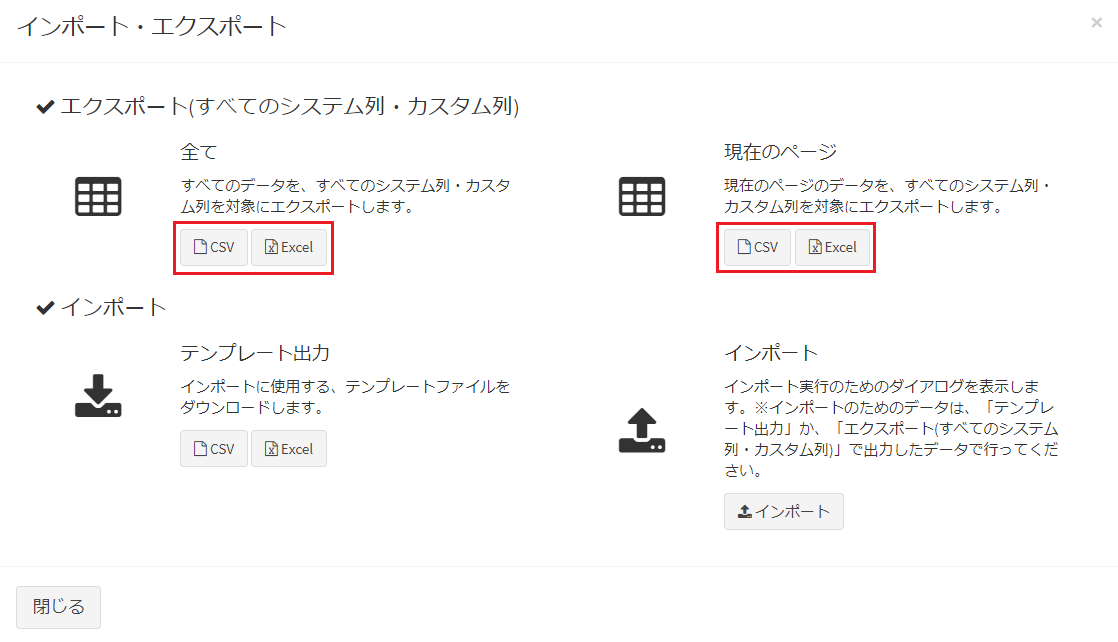 インポート・エクスポート
×
エクスポート(すべてのシステム列・カスタム列)
全て
すべてのデータを、すべてのシステム列・カスタ
ム列を対象にエクスポートします。
CSV Excel
現在のページ
現在のページのデータを、すべてのシステム列・
カスタム列を対象にエクスポートします。
CSV Excel
インポート
テンプレート出力
インポートに使用する、テンプレートファイルを
ダウンロードします。
CSV Excel
インポート
インポート実行のためのダイアログを表示しま
す。※インポートのためのデータは、「テンプレ
ート出力」か、「エクスポート(すべてのシステム
列・カスタム列)」で出力したデータで行ってくだ
さい。
インポート
閉じる